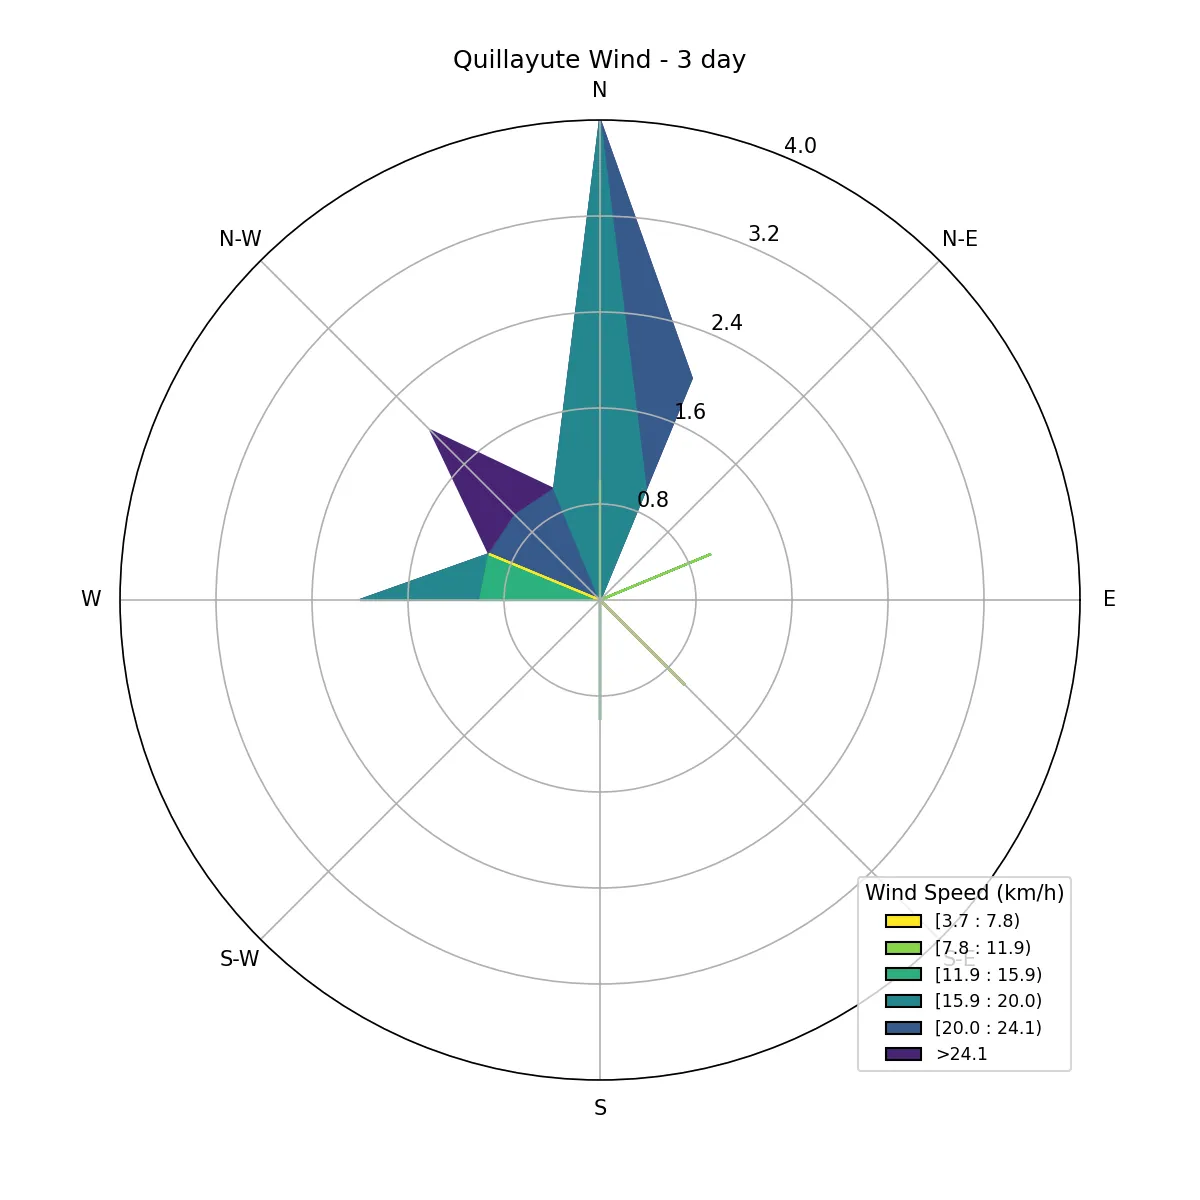 Quillayute Wind - 3 day
N
4.0
3.2
N-W
N-E
2.4
1.6
0.8
W
E
Wind Speed (km/h)
[3.7 : 7.8)
[7.8 : 11.9)
S-W
S-E
[11.9 : 15.9)
[15.9 : 20.0)
[20.0 : 24.1)
>24.1
S